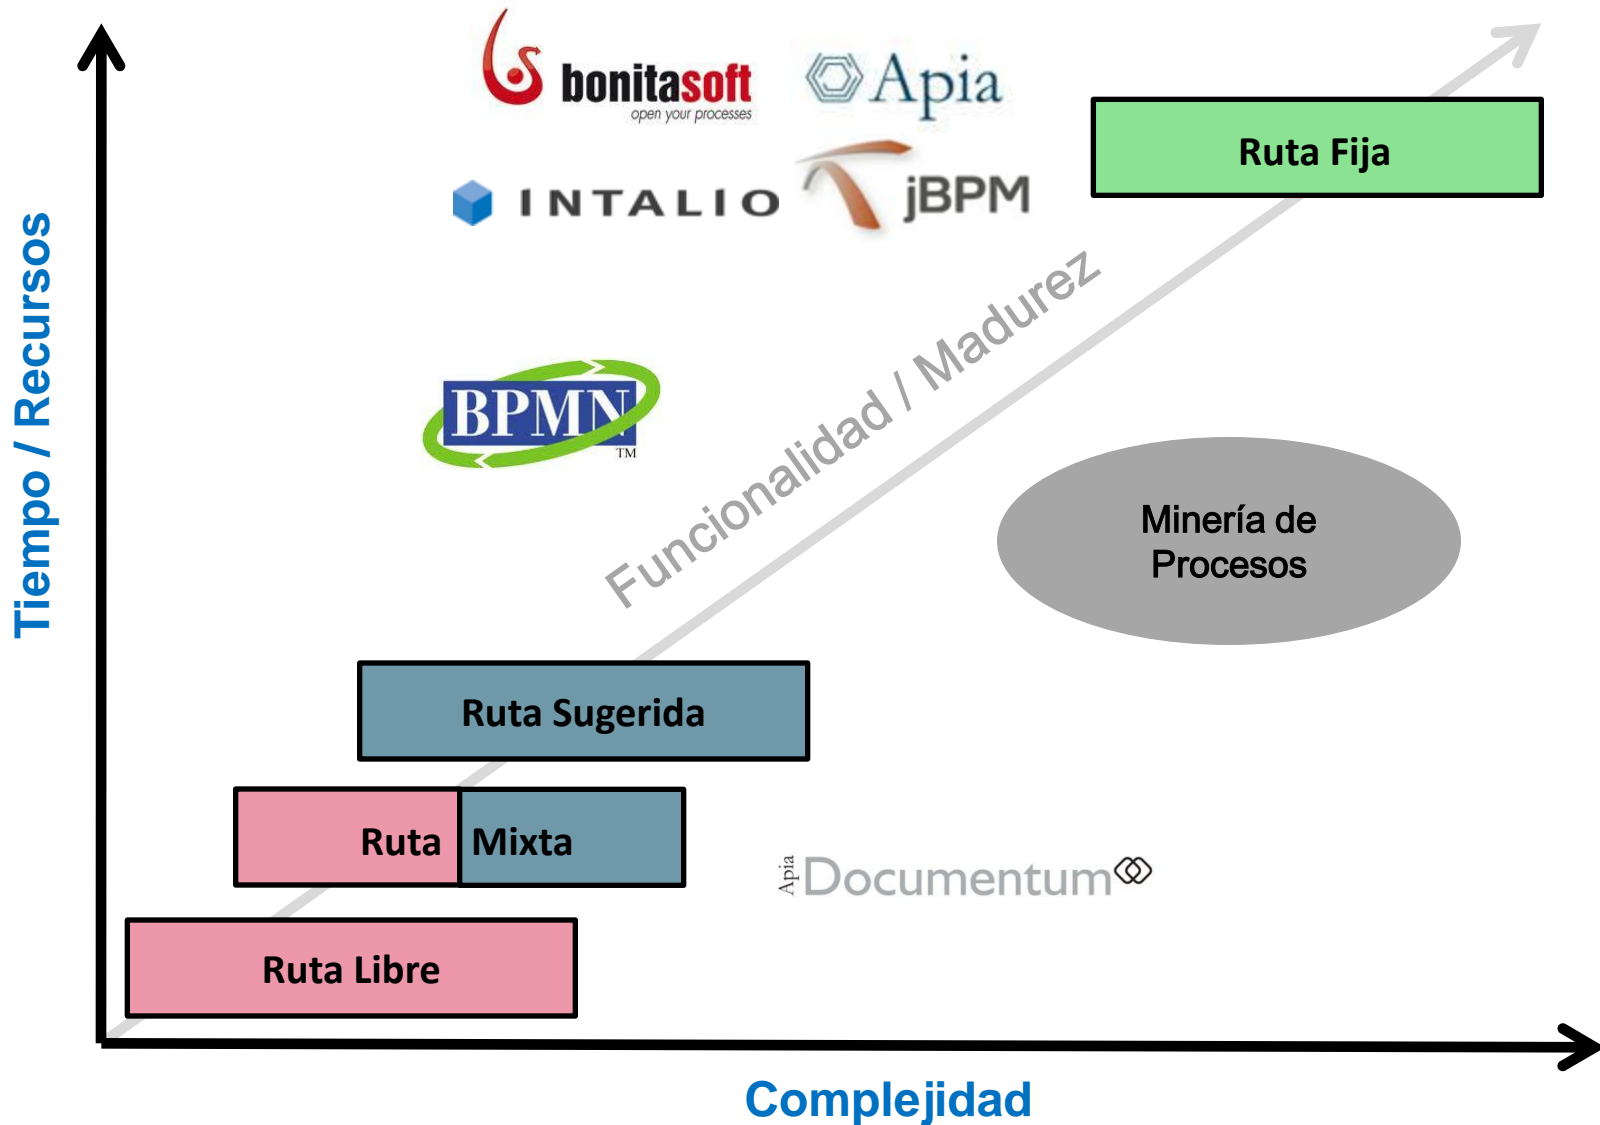 bonitasoft
open your processes
Apia
INTALIO
jBPM
Ruta Fija
Tiempo / Recursos
Funcionalidad / Madurez
BPMN
TM
Minería de
Procesos
Ruta Sugerida
Ruta Mixta
Apia
Documentum
Ruta Libre
Complejidad